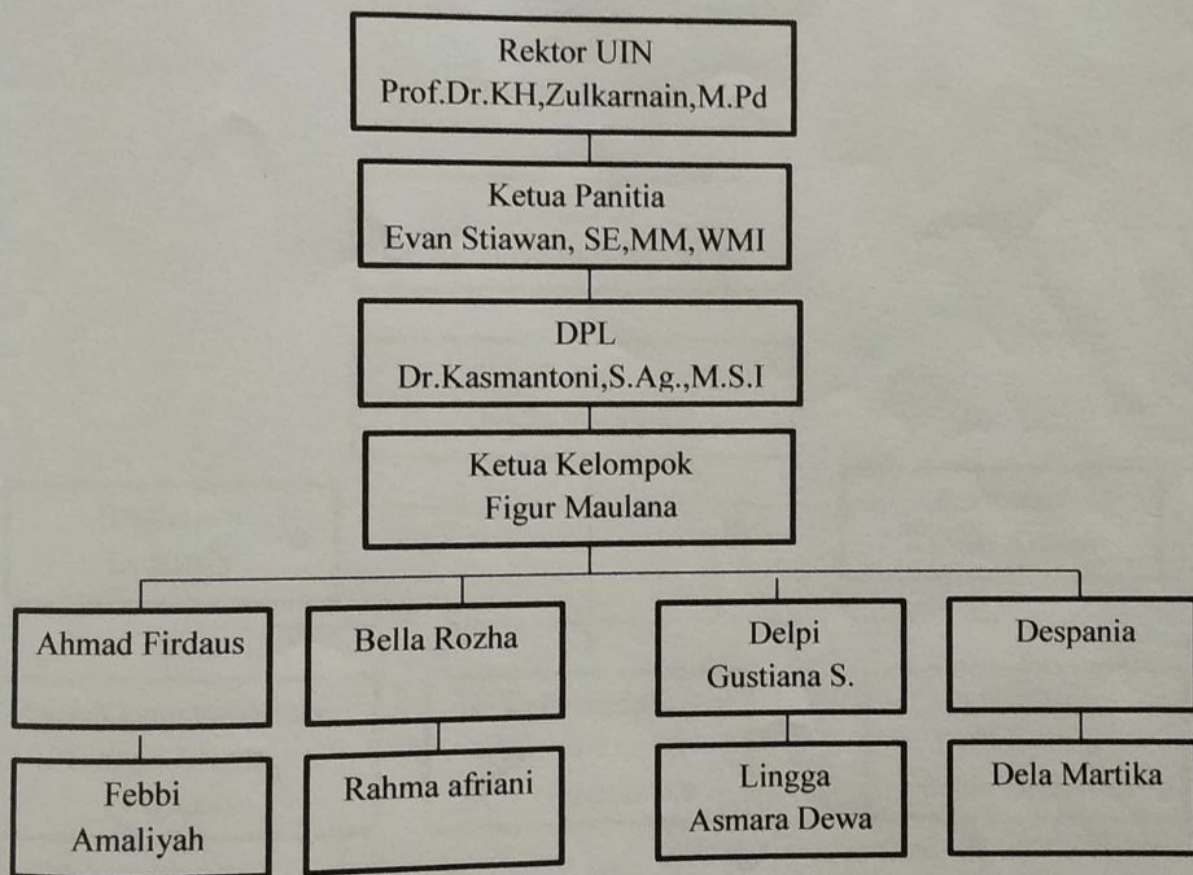 Rektor UIN
Prof.Dr.KH,Zulkarnain,M.Pd
Ketua Panitia
Evan Stiawan, SE,MM,WMI
DPL
Dr.Kasmantoni,S.Ag.,M.S.I
Ketua Kelompok
Figur Maulana
Ahmad Firdaus
Bella Rozha
Delpi
Gustiana S.
Despania
Febbi
Amaliyah
Rahma afriani
Lingga
Asmara Dewa
Dela Martika